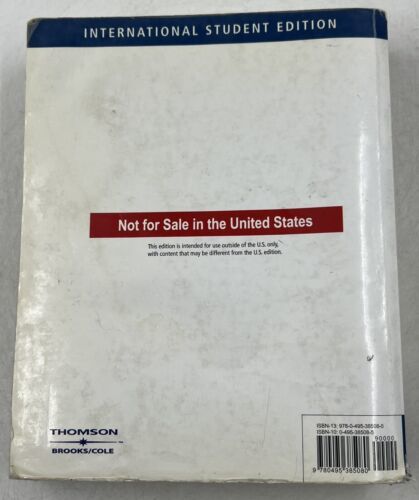 INTERNATIONAL STUDENT EDITION
Not for Sale in the United States
This edition is intended for use outside of the U.S. only,
with content that may be different from the U.S. edition.
THOMSON
BROOKS/COLE
ISBN-13: 978-0-495-38508-0
ISBN-10: 0-495-38508-5
90000
9 780495 385080